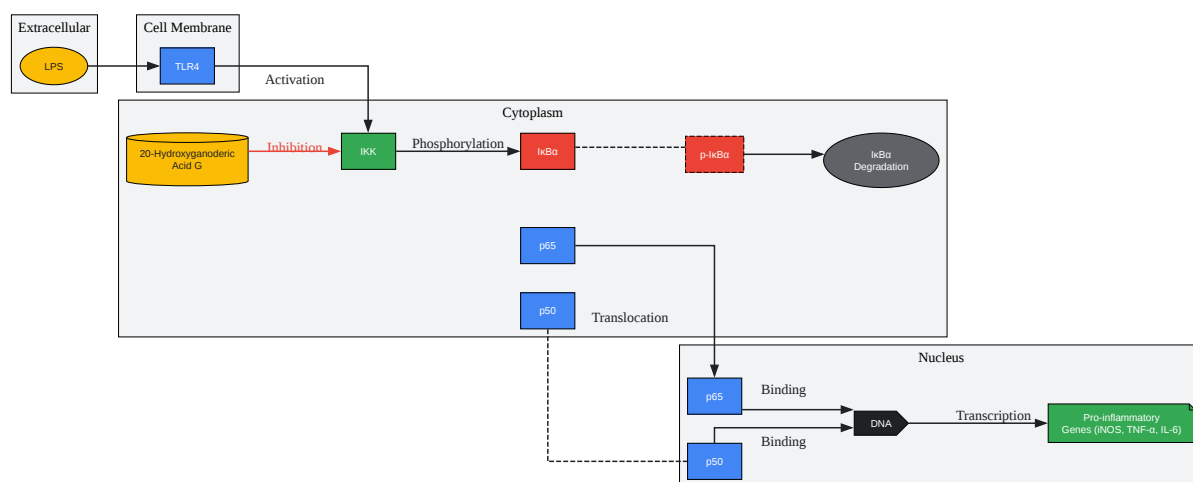 Extracellular
Cell Membrane
LPS
TLR4
Activation
Cytoplasm
20-Hydroxyganoderic
Acid G
Inhibition
IKK
Phosphorylation
IκBα
p-IκBα
IκBα
Degradation
p65
p50
Translocation
Nucleus
p65
Binding
DNA
Transcription
Pro-inflammatory
Genes (iNOS, TNF-α, IL-6)
Binding
p50